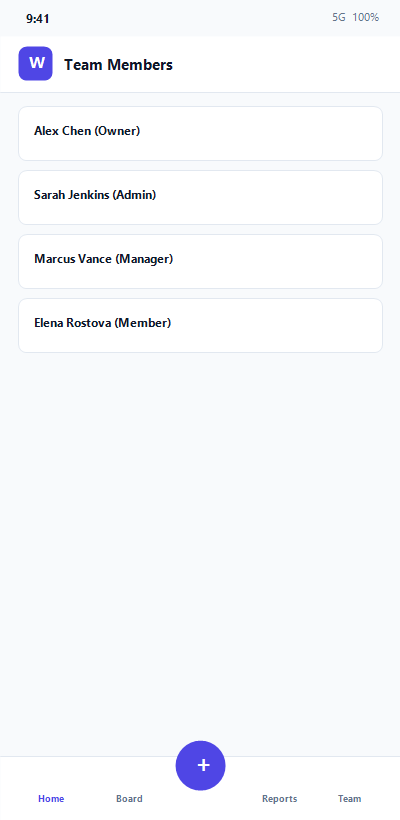 9:41 5G 100%
W Team Members
Alex Chen (Owner)
Sarah Jenkins (Admin)
Marcus Vance (Manager)
Elena Rostova (Member)
+
Home Board Reports Team